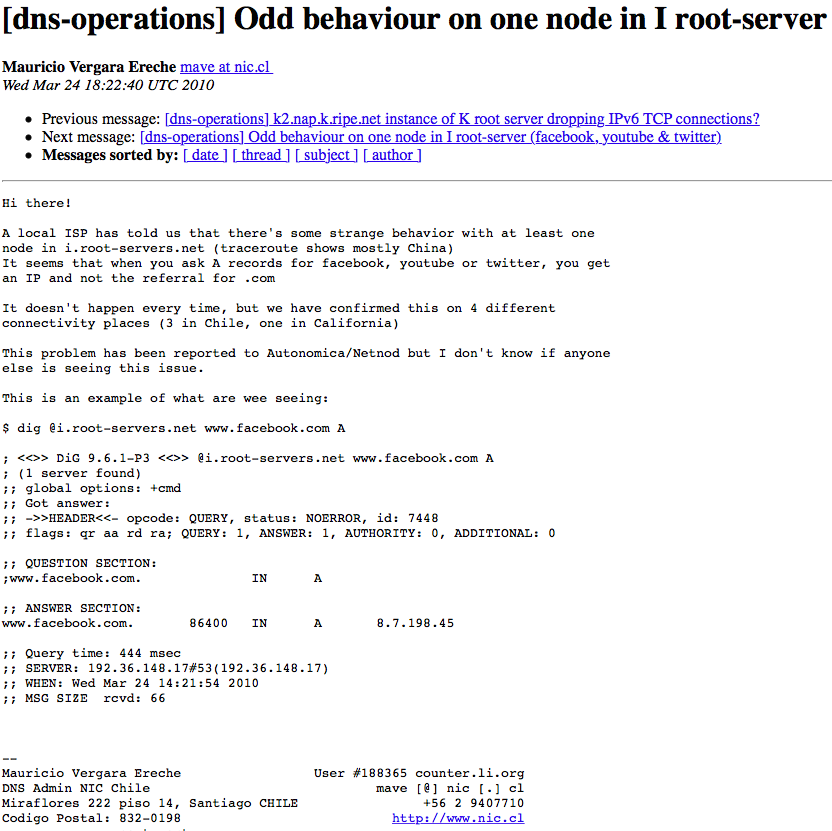 [dns-operations] Odd behaviour on one node in I root-server
Mauricio Vergara Ereche mave at nic.cl
Wed Mar 24 18:22:40 UTC 2010
• Previous message: [dns-operations] k2.nap.k.ripe.net instance of K root server dropping IPv6 TCP connections?
• Next message: [dns-operations] Odd behaviour on one node in I root-server (facebook, youtube & twitter)
• Messages sorted by: [ date ] [ thread ] [ subject ] [ author ]
Hi there!
A local ISP has told us that there's some strange behavior with at least one
node in i.root-servers.net (traceroute shows mostly China)
It seems that when you ask A records for facebook, youtube or twitter, you get
an IP and not the referral for .com
It doesn't happen every time, but we have confirmed this on 4 different
connectivity places (3 in Chile, one in California)
This problem has been reported to Autonomica/Netnod but I don't know if anyone
else is seeing this issue.
This is an example of what are wee seeing:
$ dig @i.root-servers.net www.facebook.com A
; <<>> DiG 9.6.1-P3 <<>> @i.root-servers.net www.facebook.com A
; (1 server found)
;; global options: +cmd
;; Got answer:
;; ->>HEADER<<- opcode: QUERY, status: NOERROR, id: 7448
;; flags: qr aa rd ra; QUERY: 1, ANSWER: 1, AUTHORITY: 0, ADDITIONAL: 0
;; QUESTION SECTION:
;www.facebook.com. IN A
;; ANSWER SECTION:
www.facebook.com. 86400 IN A 8.7.198.45
;; Query time: 444 msec
;; SERVER: 192.36.148.17#53(192.36.148.17)
;; WHEN: Wed Mar 24 14:21:54 2010
;; MSG SIZE rcvd: 66
--
Mauricio Vergara Ereche User #188365 counter.li.org
DNS Admin NIC Chile mave [@] nic [.] cl
Miraflores 222 piso 14, Santiago CHILE +56 2 9407710
Codigo Postal: 832-0198 http://www.nic.cl